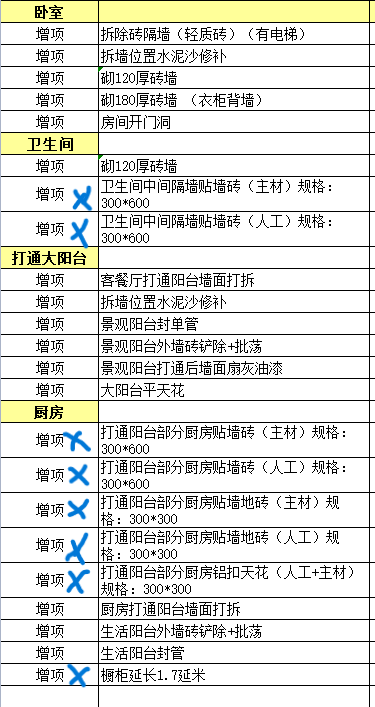 卧室
增项 拆除砖隔墙（轻质砖）（有电梯）
增项 拆墙位置水泥沙修补
增项 砌120厚砖墙
增项 砌180厚砖墙 （衣柜背墙）
增项 房间开门洞
卫生间
增项 砌120厚砖墙
增项 卫生间中间隔墙贴墙砖（主材）规格：
300*600
增项 卫生间中间隔墙贴墙砖（人工）规格：
300*600
打通大阳台
增项 客餐厅打通阳台墙面打拆
增项 拆墙位置水泥沙修补
增项 景观阳台封单管
增项 景观阳台外墙砖铲除+批荡
增项 景观阳台打通后墙面扇灰油漆
增项 大阳台平天花
厨房
增项 打通阳台部分厨房贴墙砖（主材）规格：
300*600
增项 打通阳台部分厨房贴墙砖（人工）规格：
300*600
增项 打通阳台部分厨房贴墙地砖（主材）规
格：300*300
增项 打通阳台部分厨房贴墙地砖（人工）规
格：300*300
增项 打通阳台部分厨房铝扣天花（人工+主材）
规格：300*300
增项 厨房打通阳台墙面打拆
增项 生活阳台外墙砖铲除+批荡
增项 生活阳台封管
增项 橱柜延长1.7延米